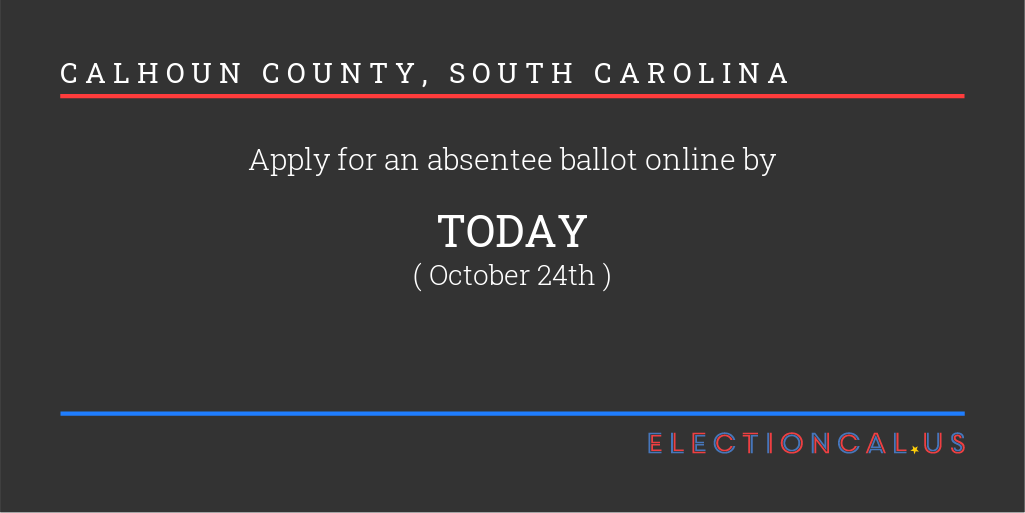 CALHOUN COUNTY, SOUTH CAROLINA
Apply for an absentee ballot online by
TODAY
( October 24th )
ELECTIONCAL.US